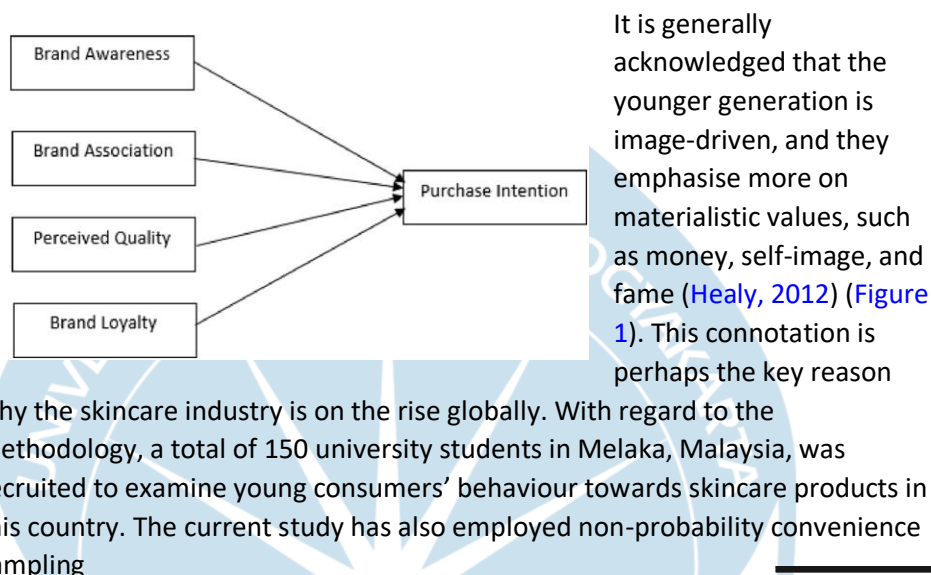 Brand Awareness
Brand Association
Perceived Quality
Brand Loyalty
Purchase Intention
It is generally
acknowledged that the
younger generation is
image-driven, and they
emphasise more on
materialistic values, such
as money, self-image, and
fame (Healy, 2012) (Figure
1). This connotation is
perhaps the key reason
hy the skincare industry is on the rise globally. With regard to the
ethodology, a total of 150 university students in Melaka, Malaysia, was
ecruited to examine young consumers’ behaviour towards skincare products in
his country. The current study has also employed non-probability convenience
ampling